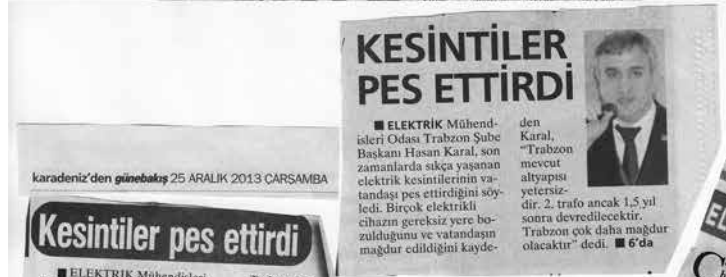 karadeniz'den günebakış 25 ARALIK 2013 ÇARŞAMBA
Kesintiler pes ettirdi
■ ELEKTRİK Mühendisleri
KESİNTİLER
PES ETTİRDİ
■ ELEKTRİK Mühend-
isleri Odası Trabzon Şube
Başkanı Hasan Karal, son
zamanlarda sıkça yaşanan
elektrik kesintilerinin va-
tandaşı pes ettirdiğini söy-
ledi. Birçok elektrikli
cihazın gereksiz yere bo-
zulduğunu ve vatandaşın
mağdur edildiğini kayde-
den
Karal,
"Trabzon
mevcut
altyapısı
yetersiz-
dir. 2. trafo ancak 1,5 yıl
sonra devredilecektir.
Trabzon çok daha mağdur
olacaktır" dedi. ■ 6'da